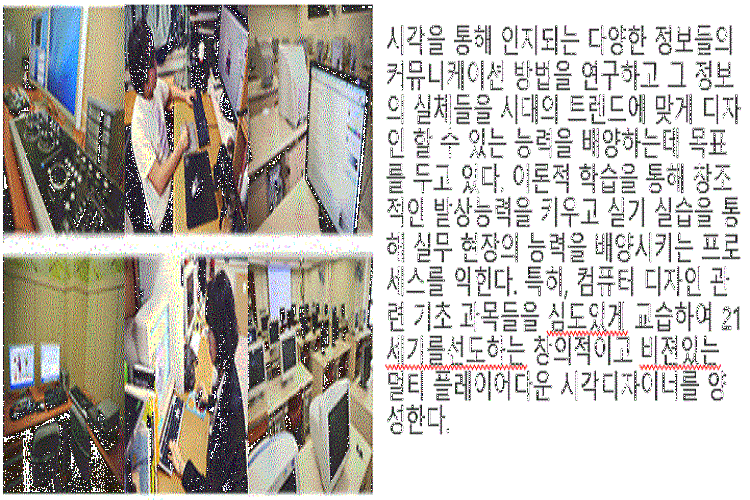 시각을 통해 인지되는 다양한 정보들의
커뮤니케이션 방법을 연구하고 그 정보
의 실체들을 시대의 트렌드에 맞게 디자
인 할 수 있는 능력을 배양하는데 목표
를 두고 있다. 이론적 학습을 통해 창조
적인 발상능력을 키우고 실기 실습을 통
해 실무 현장의 능력을 배양시키는 프로
세스를 익힌다. 특히, 컴퓨터 디자인 관
련 기초 과목들을 심도있게 교습하여 21
세기를선도하는 창의적이고 비젼있는
멀티 플레이어다운 시각디자이너를 양
성한다.